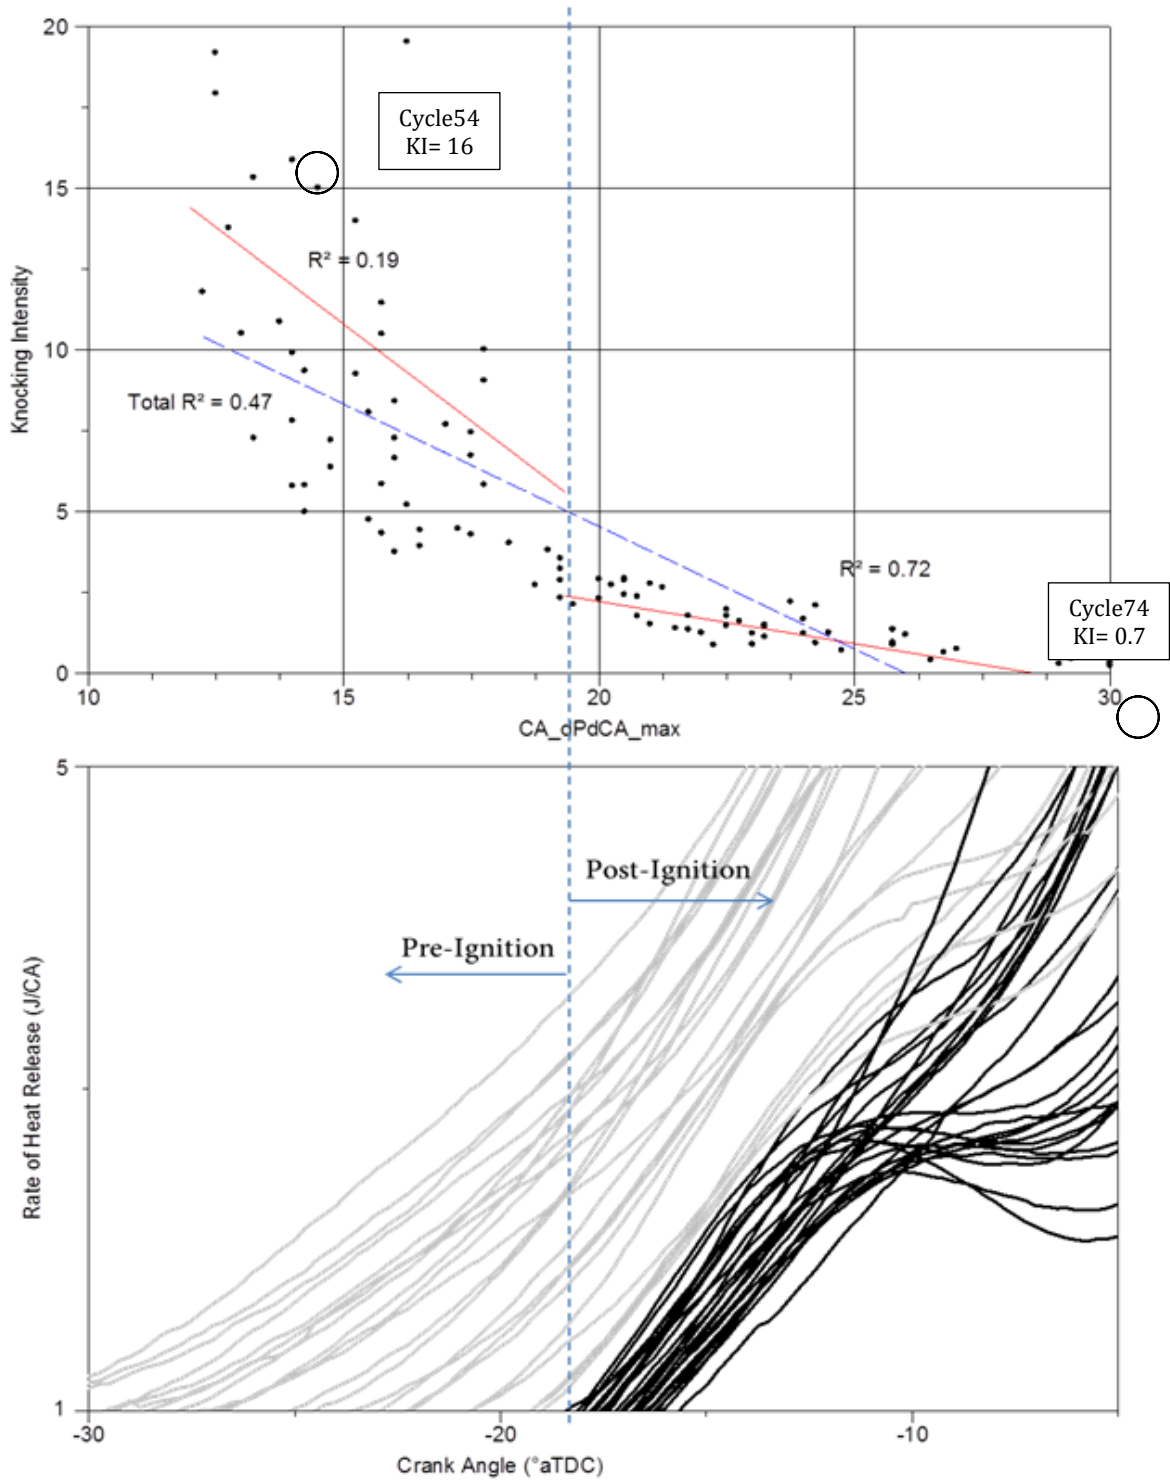 20
Cycle54
KI= 16
15
R² = 0.19
Knocking Intensity
10
Total R² = 0.47
5
R² = 0.72
Cycle74
KI= 0.7
0
10
15
20
25
30
CA_dPdCA_max
5
Post-Ignition
Pre-Ignition
Rate of Heat Release (J/CA)
1
-30
-20
-10
Crank Angle (°aTDC)